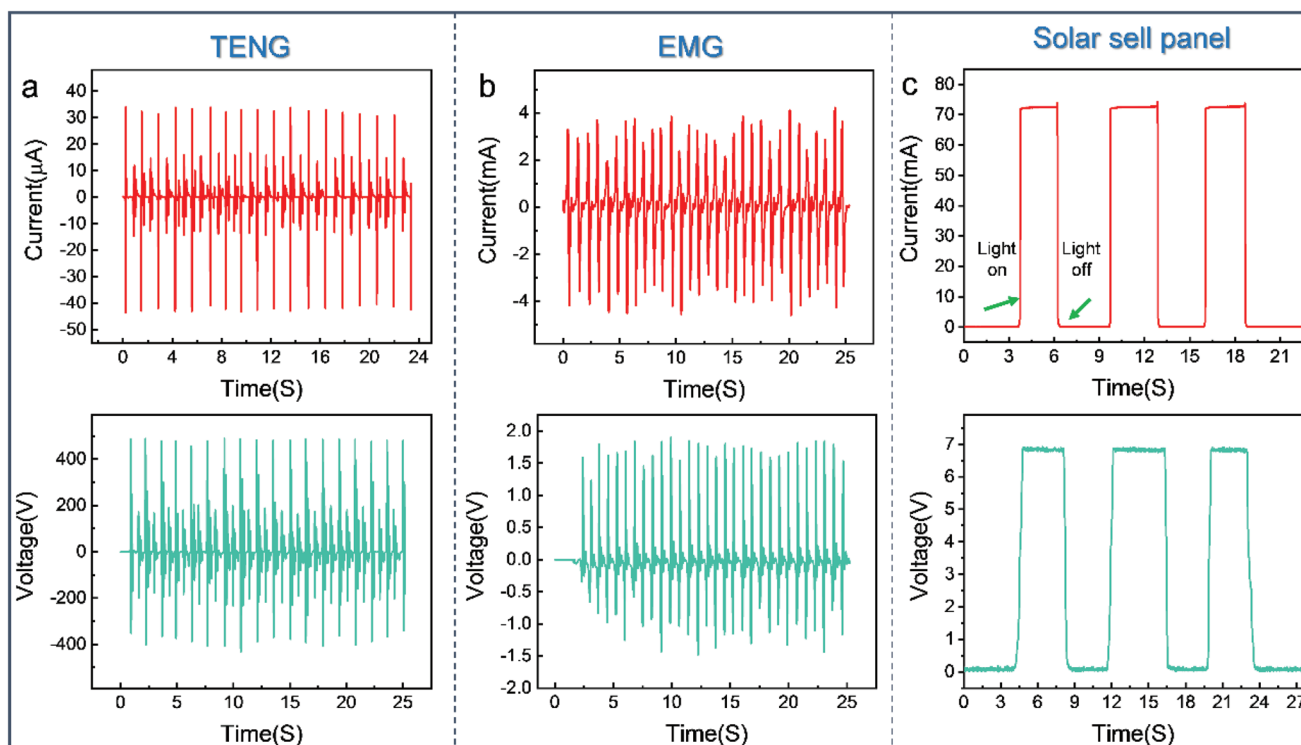 TENG
EMG
Solar sell panel
a
40
30
20
10
0
-10
-20
-30
-40
-50
Current(μA)
0 4 8 12 16 20 24
Time(S)
b
4
2
0
-2
-4
Current(mA)
0 5 10 15 20 25
Time(S)
c
80
70
60
50
40
30
20
10
0
Current(mA)
Light
on
Light
off
0 3 6 9 12 15 18 21
Time(S)
400
200
0
-200
-400
Voltage(V)
0 5 10 15 20 25
Time(S)
2.0
1.5
1.0
0.5
0.0
-0.5
-1.0
-1.5
-2.0
Voltage(V)
0 5 10 15 20 25
Time(S)
7
6
5
4
3
2
1
0
Voltage(V)
0 3 6 9 12 15 18 21 24 27
Time(S)